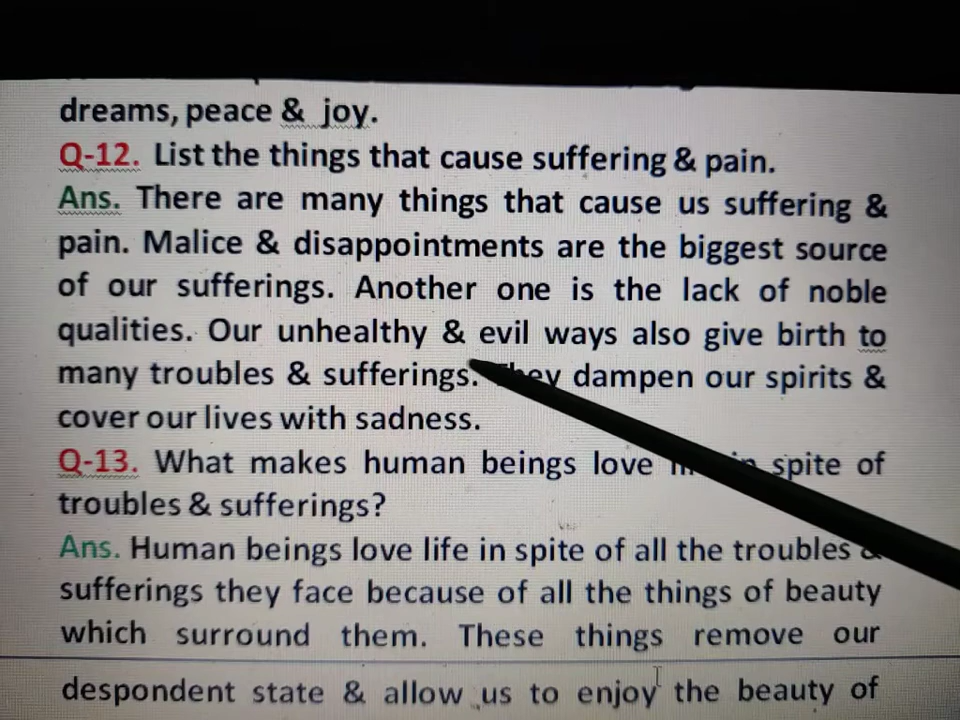 dreams, peace & joy.
Q-12. List the things that cause suffering & pain.
Ans. There are many things that cause us suffering &
pain. Malice & disappointments are the biggest source
of our sufferings. Another one is the lack of noble
qualities. Our unhealthy & evil ways also give birth to
many troubles & sufferings. They dampen our spirits &
cover our lives with sadness.
Q-13. What makes human beings love in spite of
troubles & sufferings?
Ans. Human beings love life in spite of all the troubles &
sufferings they face because of all the things of beauty
which surround them. These things remove our
despondent state & allow us to enjoy the beauty of